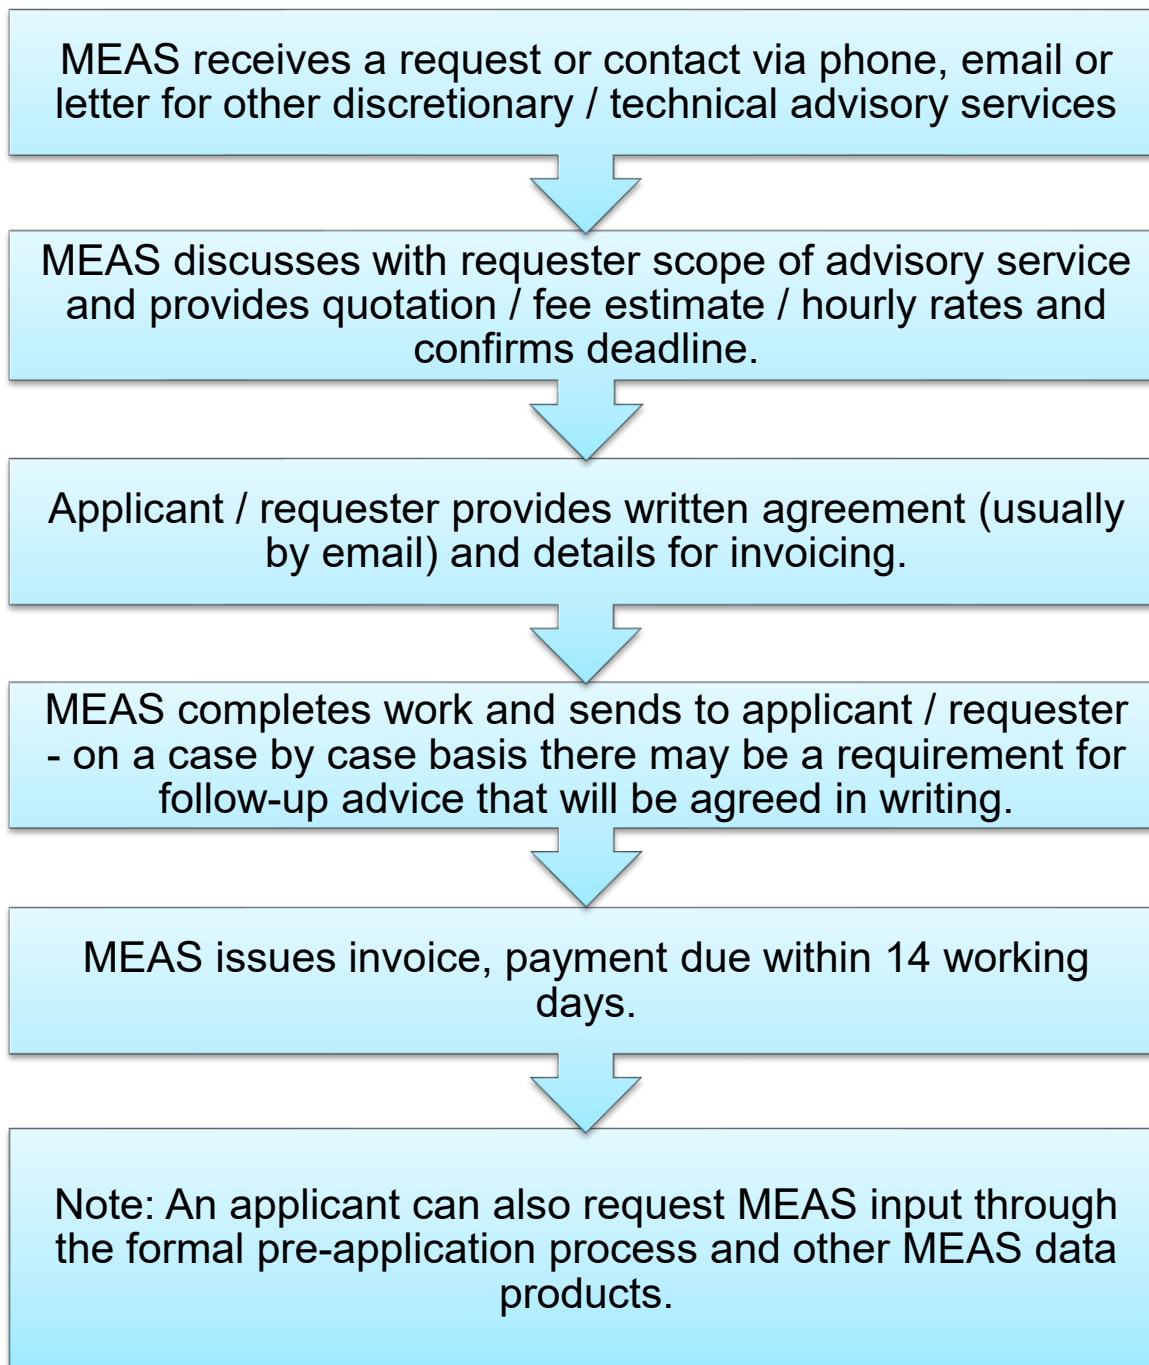 MEAS receives a request or contact via phone, email or
letter for other discretionary / technical advisory services
MEAS discusses with requester scope of advisory service
and provides quotation / fee estimate / hourly rates and
confirms deadline.
Applicant / requester provides written agreement (usually
by email) and details for invoicing.
MEAS completes work and sends to applicant / requester
- on a case by case basis there may be a requirement for
follow-up advice that will be agreed in writing.
MEAS issues invoice, payment due within 14 working
days.
Note: An applicant can also request MEAS input through
the formal pre-application process and other MEAS data
products.